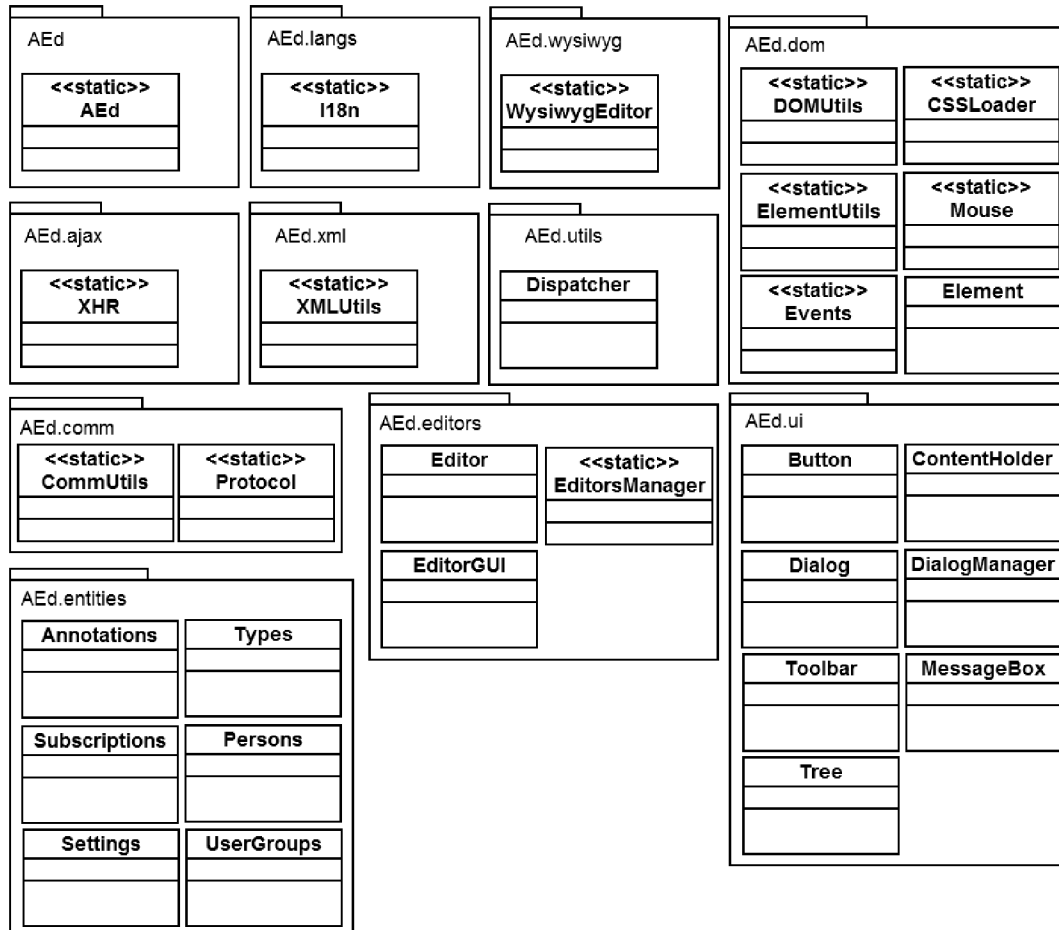 AEd
<<static>>
AEd
AEd.langs
<<static>>
I18n
AEd.wysiwyg
<<static>>
WysiwygEditor
AEd.dom
<<static>>
DOMUtils
<<static>>
CSSLoader
<<static>>
ElementUtils
<<static>>
Mouse
<<static>>
Events
Element
AEd.ajax
<<static>>
XHR
AEd.xml
<<static>>
XMLUtils
AEd.utils
Dispatcher
AEd.comm
<<static>>
CommUtils
<<static>>
Protocol
AEd.editors
Editor
<<static>>
EditorsManager
EditorGUI
AEd.ui
Button
ContentHolder
Dialog
DialogManager
Toolbar
MessageBox
Tree
AEd.entities
Annotations
Types
Subscriptions
Persons
Settings
UserGroups